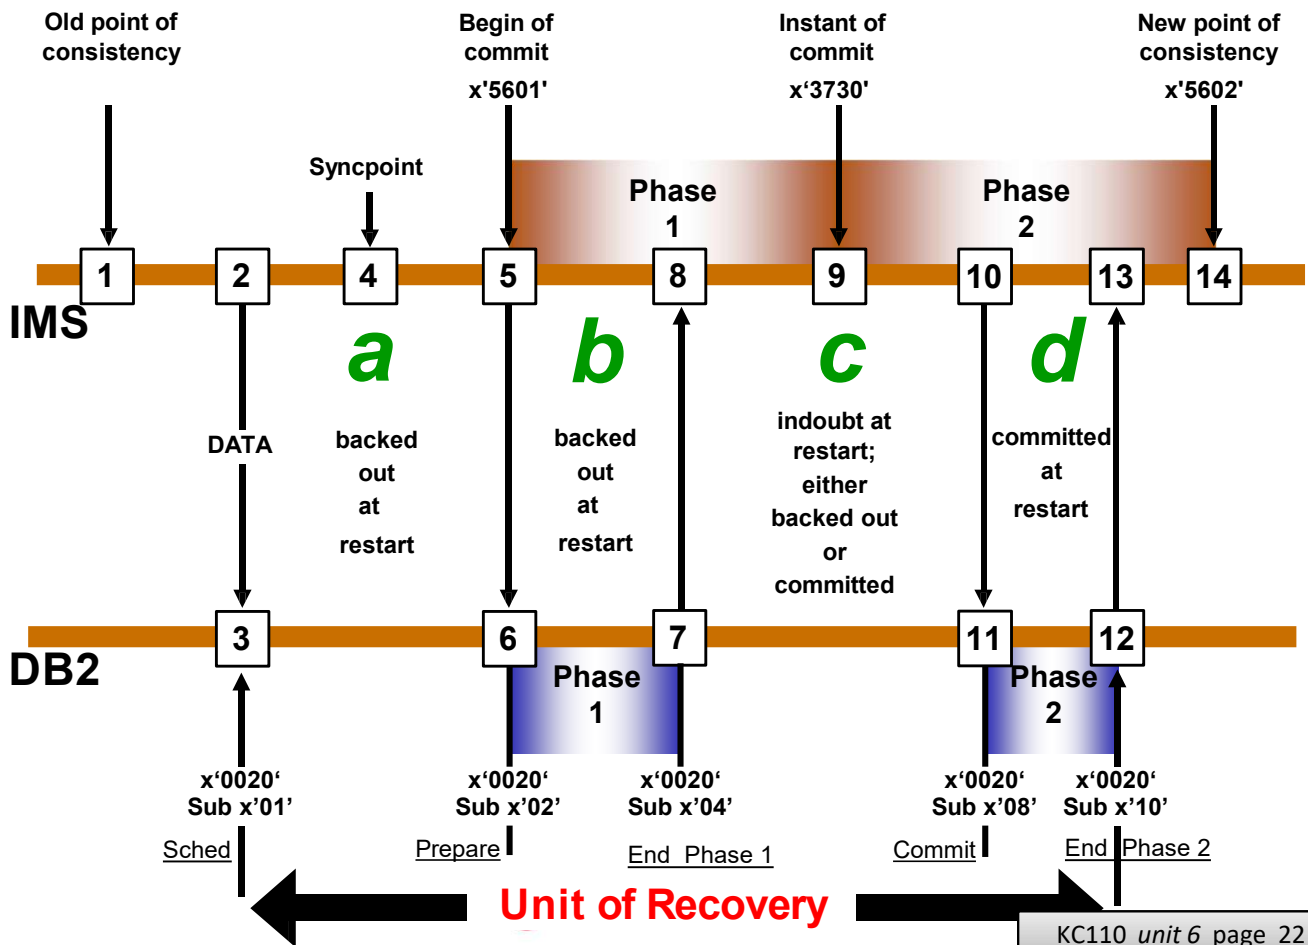 Old point of
consistency
Begin of
commit
x'5601'
Instant of
commit
x‘3730'
New point of
consistency
x'5602'
Syncpoint
Phase
1
Phase
2
1
2
4
5
8
9
10
13
14
IMS
a
b
c
d
DATA
backed
out
at
restart
backed
out
at
restart
indoubt at
restart;
either
backed out
or
committed
committed
at
restart
3
6
7
11
12
DB2
Phase
1
Phase
2
x‘0020‘
Sub x’01’
x‘0020‘
Sub x’02’
x‘0020‘
Sub x’04’
x‘0020‘
Sub x’08’
x‘0020‘
Sub x’10’
Sched
Prepare
End Phase 1
Commit
End Phase 2
Unit of Recovery
KC110 unit 6 page 22